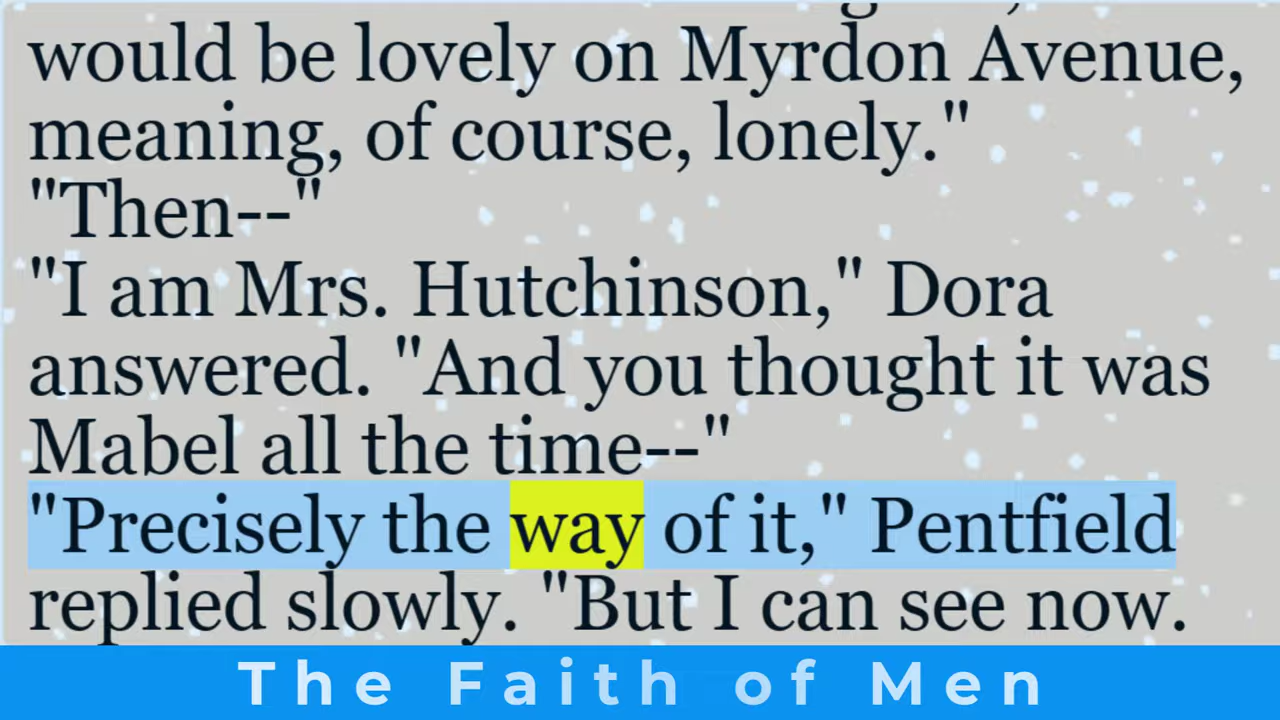 would be lovely on Myrdon Avenue,
meaning, of course, lonely."
"Then--"
"I am Mrs. Hutchinson," Dora
answered. "And you thought it was
Mabel all the time--"
"Precisely the way of it," Pentfield
replied slowly. "But I can see now.
The Faith of Men